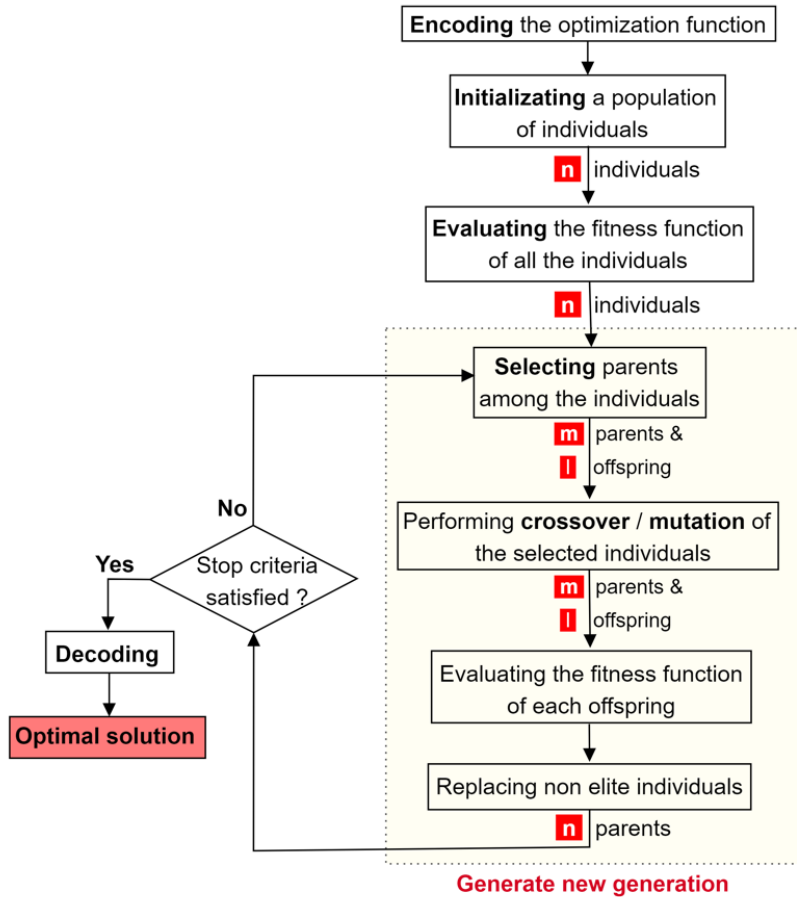 Encoding the optimization function
Initializating a population
of individuals
n individuals
Evaluating the fitness function
of all the individuals
n individuals
Selecting parents
among the individuals
m parents &
l offspring
Performing crossover / mutation of
the selected individuals
m parents &
l offspring
Evaluating the fitness function
of each offspring
Replacing non elite individuals
n parents
Generate new generation
No
Yes
Stop criteria
satisfied ?
Decoding
Optimal solution